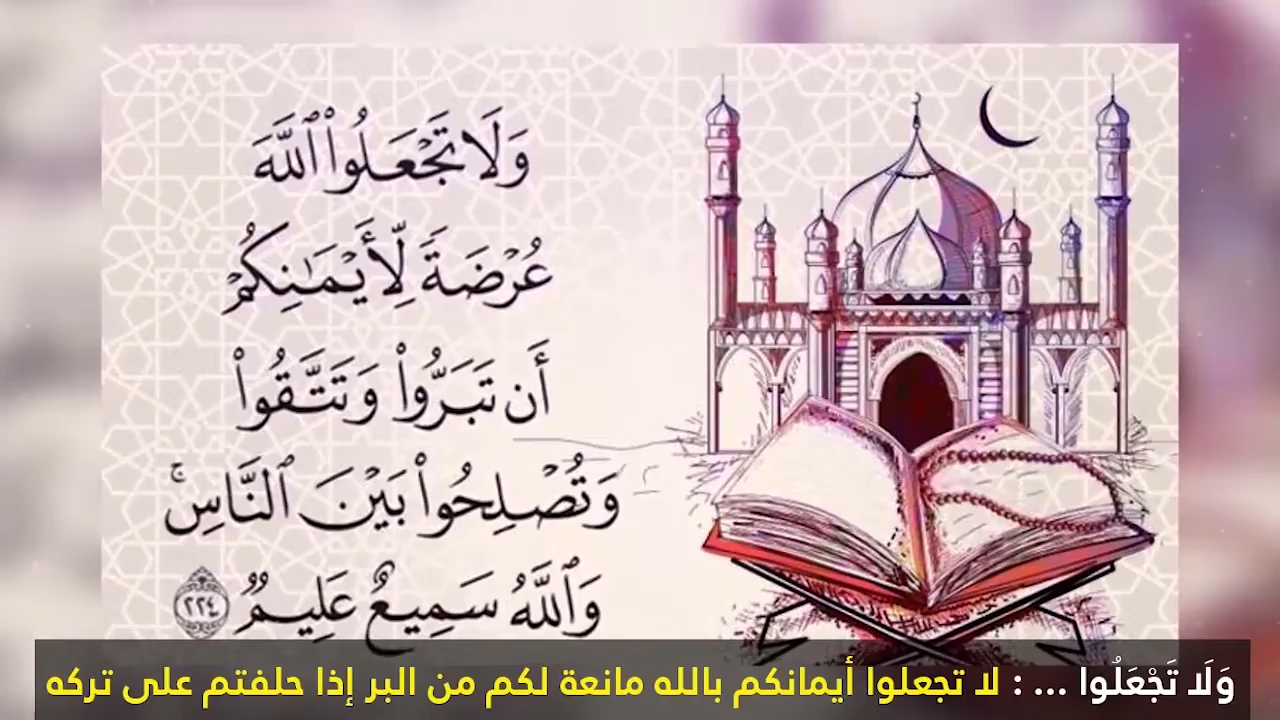 وَلَا تَجْعَلُوا۟ ٱللَّهَ
عُرْضَةً لِّأَيْمَـٰنِكُمْ
أَن تَبَرُّوا۟ وَتَتَّقُوا۟
وَتُصْلِحُوا۟ بَيْنَ ٱلنَّاسِ ۗ
وَٱللَّهُ سَمِيعٌ عَلِيمٌ ٢٢٤
وَلَا تَجْعَلُوا ... : لا تجعلوا أيمانكم بالله مانعة لكم من البر إذا حلفتم على تركه